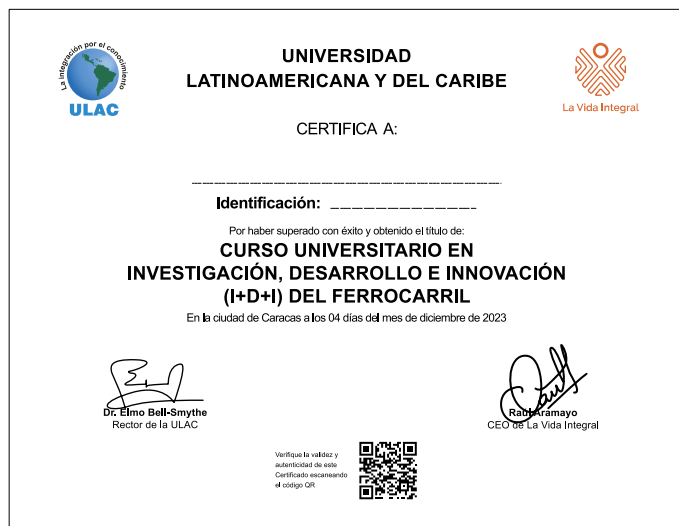 La integración por el conocimiento
ULAC
UNIVERSIDAD
LATINOAMERICANA Y DEL CARIBE
La Vida Integral
CERTIFICA A:
Identificación:
Por haber superado con éxito y obtenido el título de:
CURSO UNIVERSITARIO EN
INVESTIGACIÓN, DESARROLLO E INNOVACIÓN
(I+D+I) DEL FERROCARRIL
En la ciudad de Caracas a los 04 días del mes de diciembre de 2023
Dr. Elmo Bell-Smythe
Rector de la ULAC
Raúl Aramayo
CEO de La Vida Integral
Verifique la validez y
autenticidad de este
Certificado escaneando
el código QR